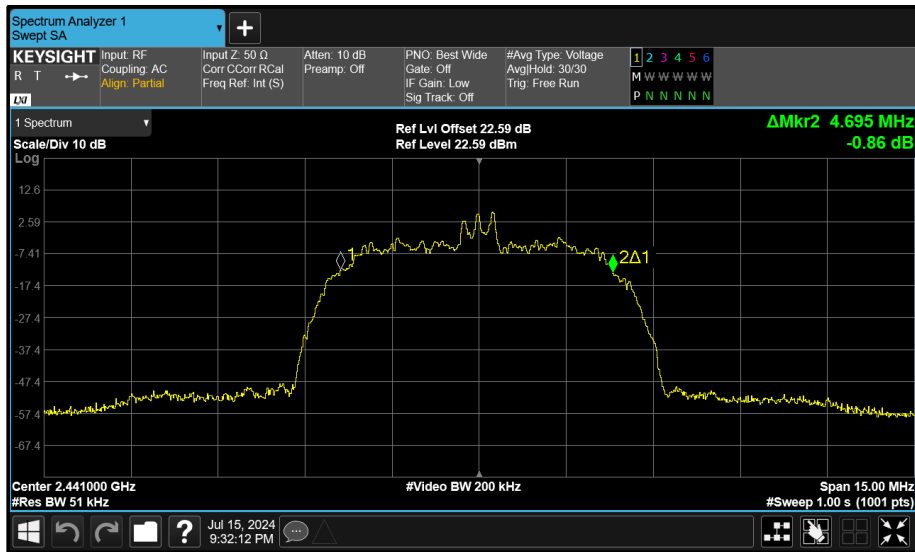 Spectrum Analyzer 1
Swept SA
KEYSIGHT
R T
LXI
Input: RF
Coupling: AC
Align: Partial
Input Z: 50 Ω
Corr CCorr RCal
Freq Ref: Int (S)
Atten: 10 dB
Preamp: Off
PNO: Best Wide
Gate: Off
IF Gain: Low
Sig Track: Off
#Avg Type: Voltage
Avg|Hold: 30/30
Trig: Free Run
1 2 3 4 5 6
M W W W W W
P N N N N N
1 Spectrum
Scale/Div 10 dB
Ref Lvl Offset 22.59 dB
Ref Level 22.59 dBm
ΔMkr2 4.695 MHz
-0.86 dB
Log
12.6
2.59
-7.41
-17.4
-27.4
-37.4
-47.4
-57.4
-67.4
1
2Δ1
Center 2.441000 GHz
#Video BW 200 kHz
Span 15.00 MHz
#Res BW 51 kHz
#Sweep 1.00 s (1001 pts)
?
Jul 15, 2024
9:32:12 PM